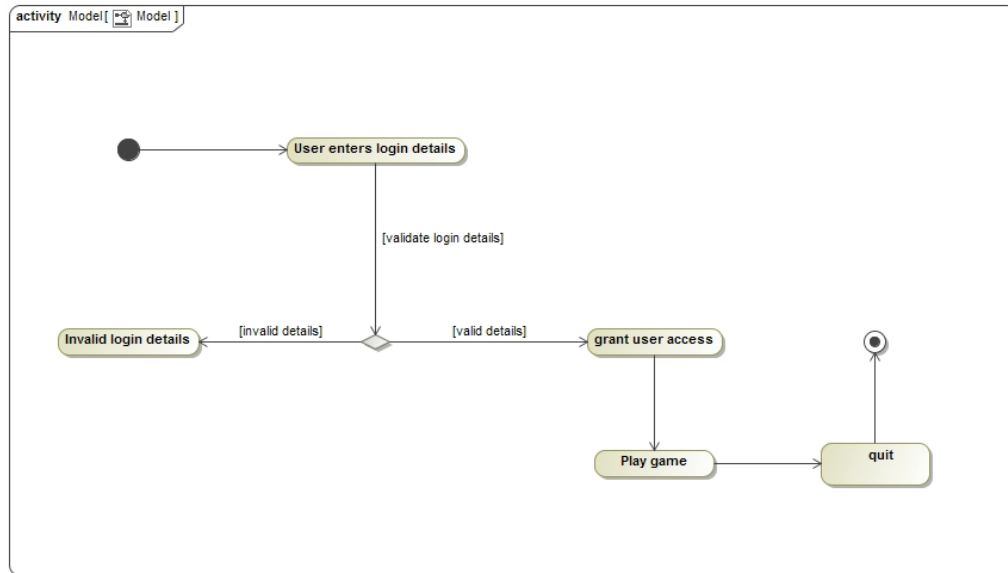 activity Model[ Model ]
User enters login details
[validate login details]
[invalid details]
[valid details]
Invalid login details
grant user access
Play game
quit